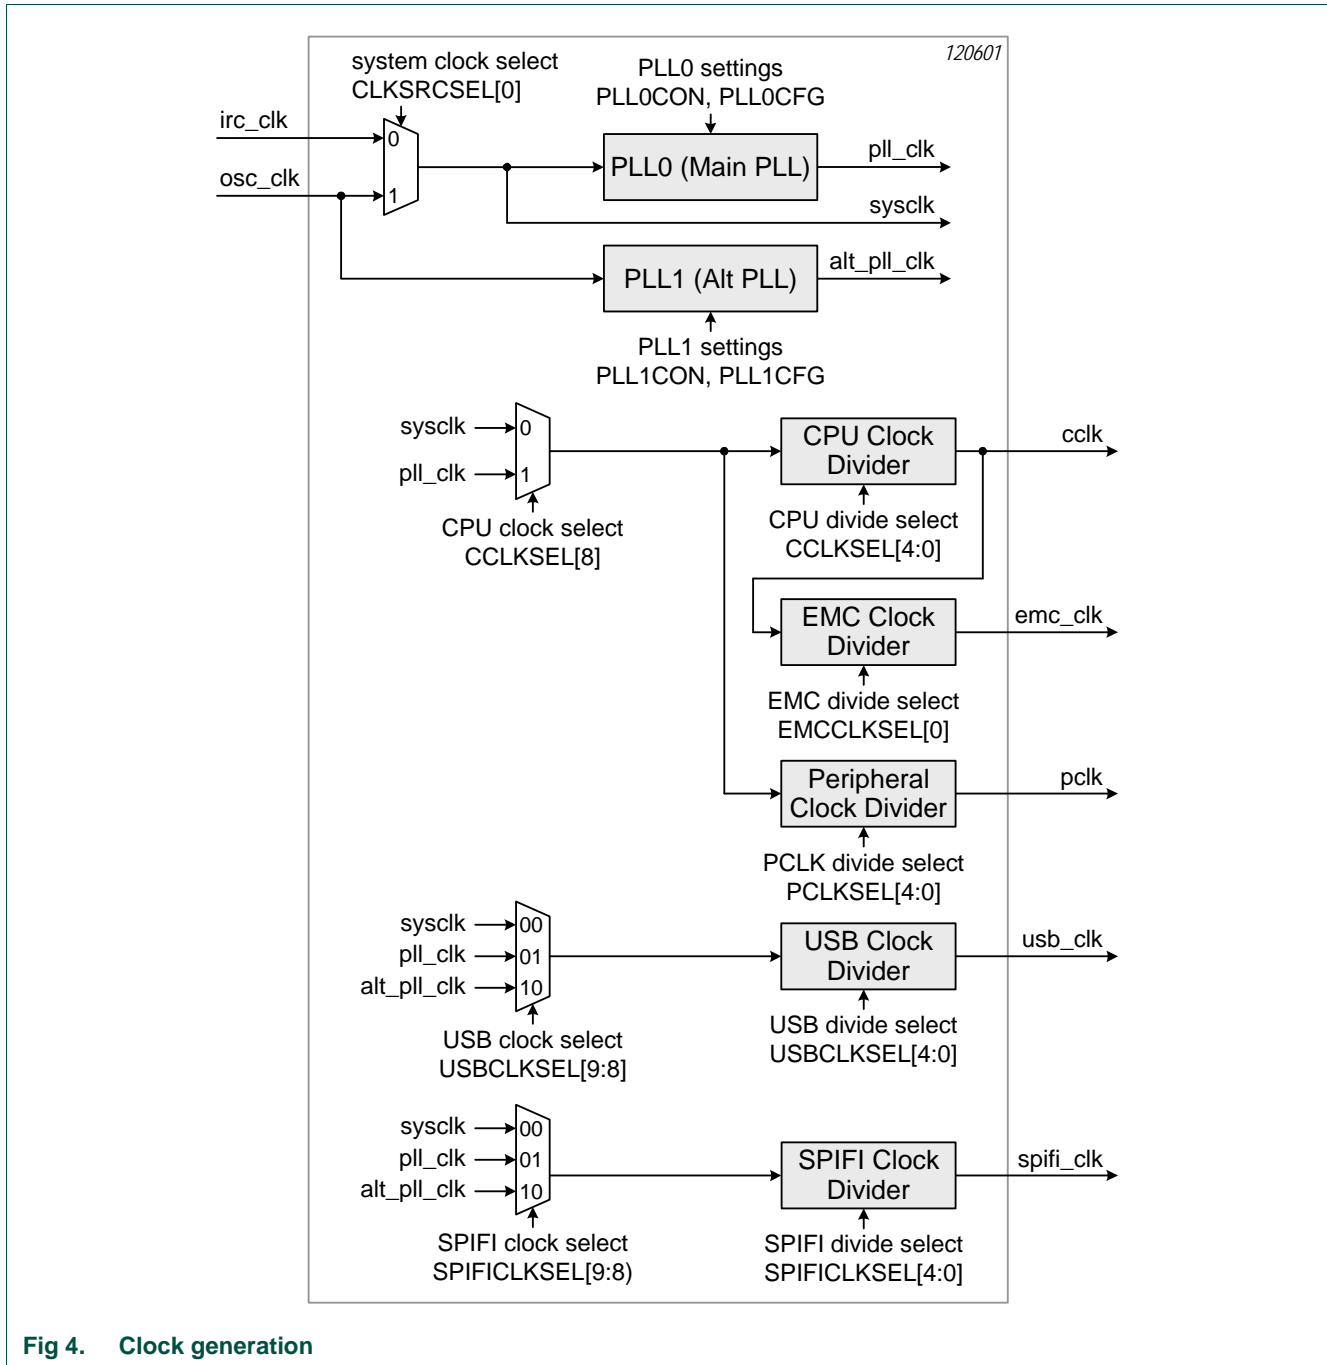 120601
system clock select
CLKSRCSEL[0]
PLL0 settings
PLL0CON, PLL0CFG
irc_clk
0
osc_clk
1
PLL0 (Main PLL)
pll_clk
sysclk
PLL1 (Alt PLL)
alt_pll_clk
PLL1 settings
PLL1CON, PLL1CFG
sysclk
0
pll_clk
1
CPU clock select
CCLKSEL[8]
CPU Clock
Divider
cclk
CPU divide select
CCLKSEL[4:0]
EMC Clock
Divider
emc_clk
EMC divide select
EMCCLKSEL[0]
Peripheral
Clock Divider
pclk
PCLK divide select
PCLKSEL[4:0]
sysclk
00
pll_clk
01
alt_pll_clk
10
USB clock select
USBCLKSEL[9:8]
USB Clock
Divider
usb_clk
USB divide select
USBCLKSEL[4:0]
sysclk
00
pll_clk
01
alt_pll_clk
10
SPIFI clock select
SPIFICLKSEL[9:8)
SPIFI Clock
Divider
spifi_clk
SPIFI divide select
SPIFICLKSEL[4:0]
Fig 4. Clock generation